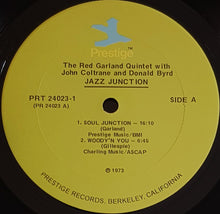 Prestige
The Red Garland Quintet with
John Coltrane and Donald Byrd
JAZZ JUNCTION
PRT 24023-1
(PR 24023 A)
SIDE A
1. SOUL JUNCTION — 16:10
(Garland)
Prestige Music/BMI
2. WOODY'N YOU — 6:45
(Gillespie)
Charling Music/ASCAP
℗ 1973
PRESTIGE RECORDS, BERKELEY, CALIFORNIA